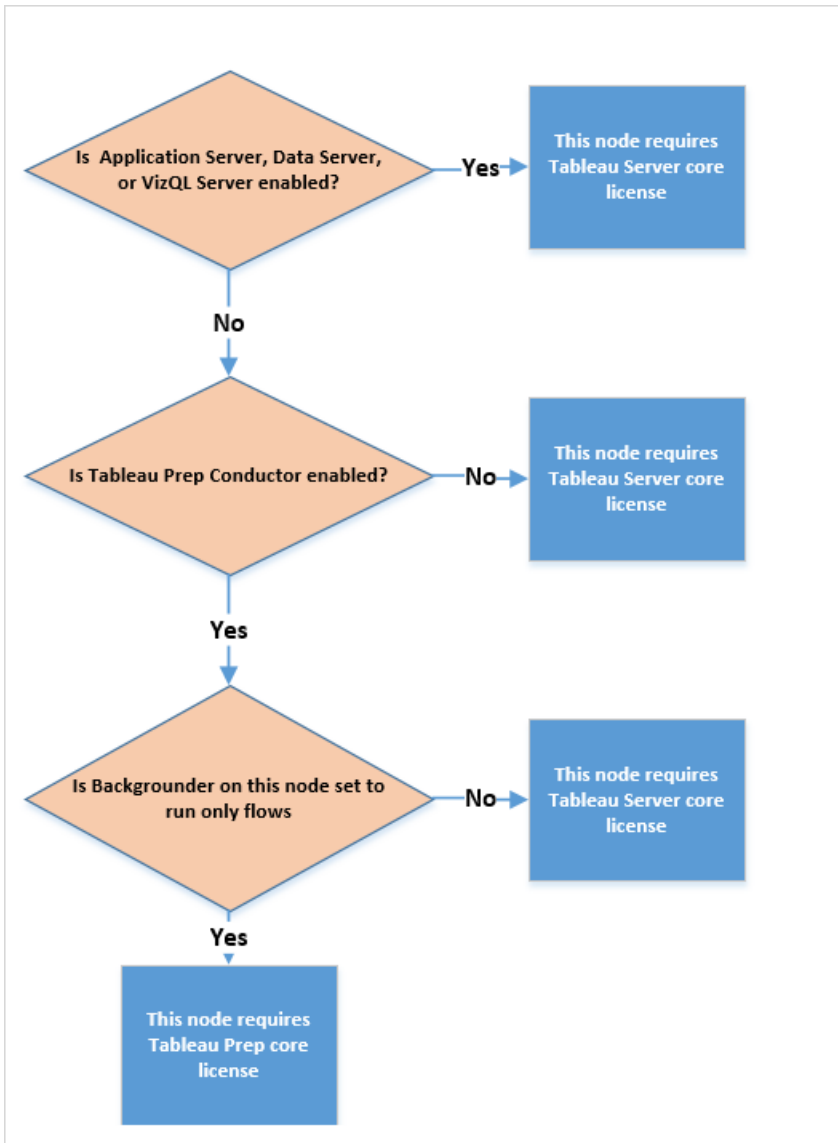 Is Application Server, Data Server,
or VizQL Server enabled?
Yes
This node requires
Tableau Server core
license
No
Is Tableau Prep Conductor enabled?
No
This node requires
Tableau Server core
license
Yes
Is Backgrounder on this node set to
run only flows
No
This node requires
Tableau Server core
license
Yes
This node requires
Tableau Prep core
license